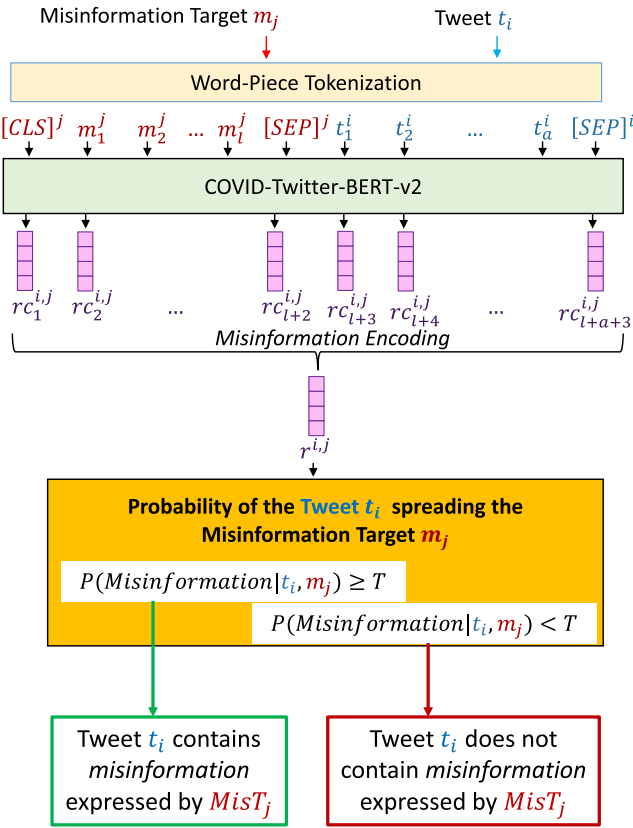 Misinformation Target m_j Tweet t_i
Word-Piece Tokenization
[CLS]^j m_1^j m_2^j … m_l^j [SEP]^j t_1^i t_2^i … t_a^i [SEP]^i
COVID-Twitter-BERT-v2
rc_1^{i,j} rc_2^{i,j} … rc_{l+2}^{i,j} rc_{l+3}^{i,j} rc_{l+4}^{i,j} … rc_{l+a+3}^{i,j}
Misinformation Encoding
r^{i,j}
Probability of the Tweet t_i spreading the
Misinformation Target m_j
P(Misinformation|t_i, m_j) ≥ T
P(Misinformation|t_i, m_j) < T
Tweet t_i contains
misinformation
expressed by MisT_j
Tweet t_i does not
contain misinformation
expressed by MisT_j